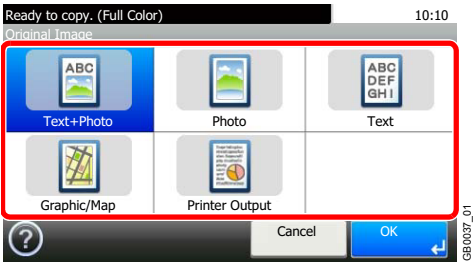 Ready to copy. (Full Color) 10:10
Original Image
ABC
ABC
DEF
GHI
Text+Photo Photo Text
Graphic/Map Printer Output
? Cancel OK
GB0037_01